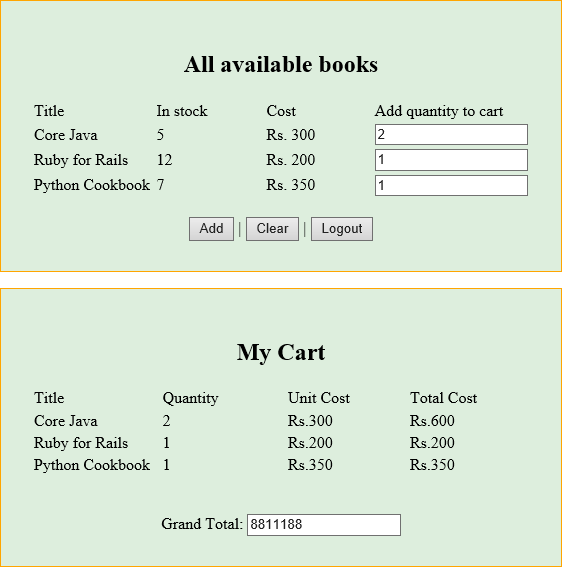 All available books
Title In stock Cost Add quantity to cart
Core Java 5 Rs. 300 2
Ruby for Rails 12 Rs. 200 1
Python Cookbook 7 Rs. 350 1
Add | Clear | Logout
My Cart
Title Quantity Unit Cost Total Cost
Core Java 2 Rs.300 Rs.600
Ruby for Rails 1 Rs.200 Rs.200
Python Cookbook 1 Rs.350 Rs.350
Grand Total: 8811188